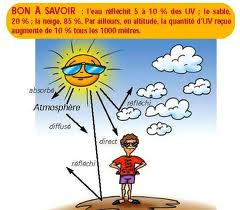 BON À SAVOIR : l'eau réfléchit 5 à 10 % des UV ; le sable,
20 % ; la neige, 85 %. Par ailleurs, en altitude, la quantité d'UV reçue
augmente de 10 % tous les 1000 mètres.
absorbé
réfléchi
Atmosphère
diffusé
direct
réfléchi